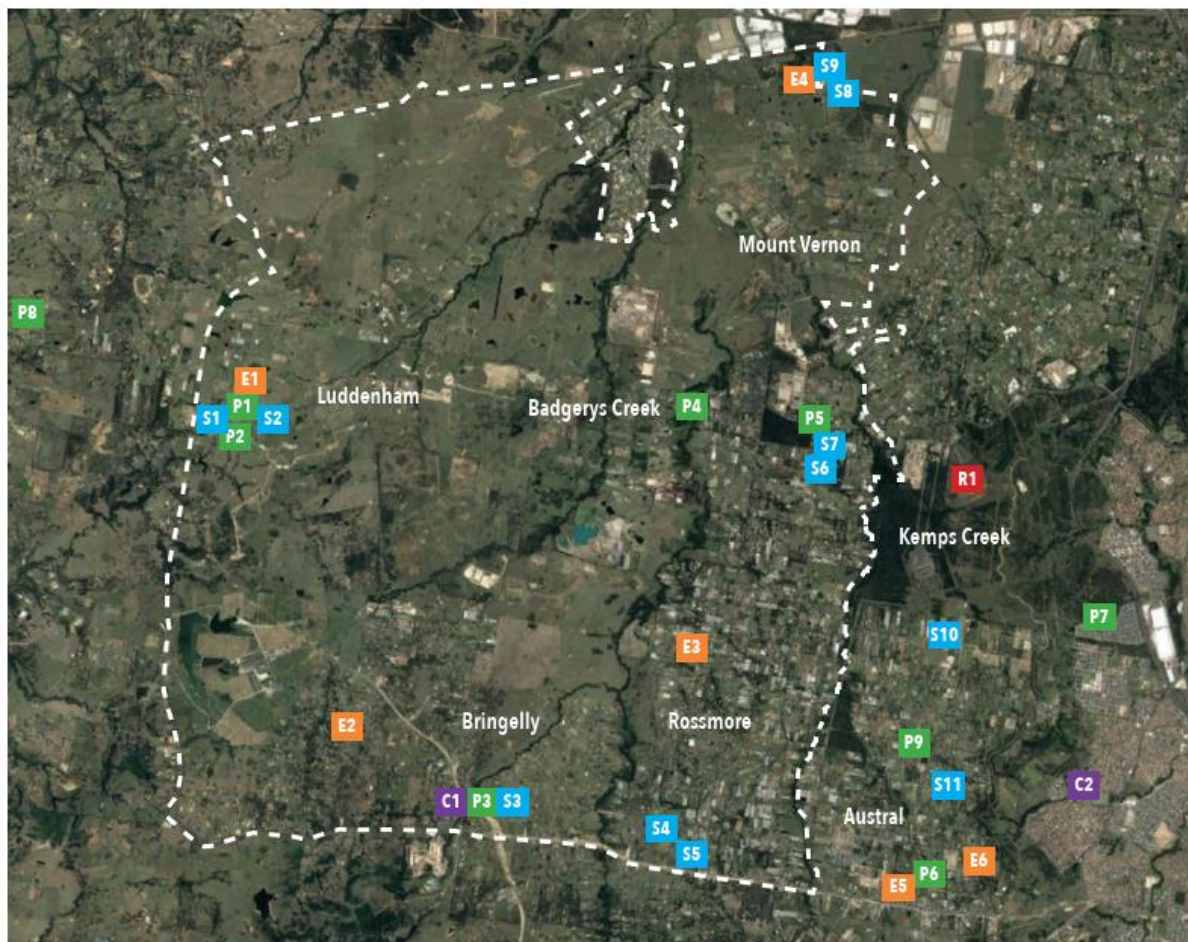 S9
E4
S8
Mount Vernon
P8
E1
Luddenham
P1
Badgerys Creek
P4
S1
S2
P5
P2
S7
S6
R1
Kemps Creek
P7
S10
E3
E2
Bringelly
Rossmore
P9
S11
C2
C1
P3
S3
Austral
S4
S5
E6
P6
E5